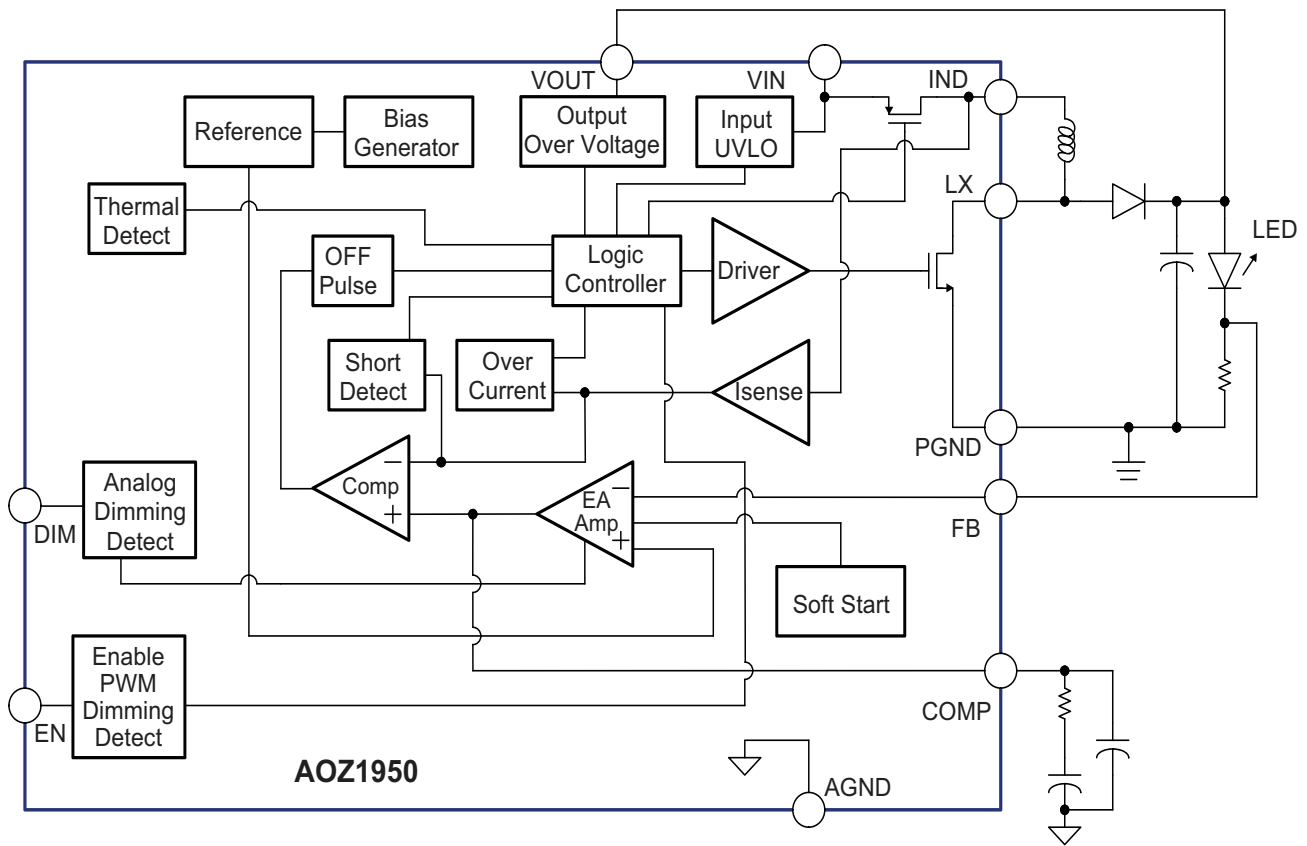 VOUT
VIN
IND
Reference
Bias
Generator
Output
Over Voltage
Input
UVLO
Thermal
Detect
LX
LED
OFF
Pulse
Logic
Controller
Driver
Short
Detect
Over
Current
Isense
PGND
Comp
−
+
EA
Amp
−
+
Analog
Dimming
Detect
DIM
FB
Soft Start
Enable
PWM
Dimming
Detect
EN
COMP
AOZ1950
AGND